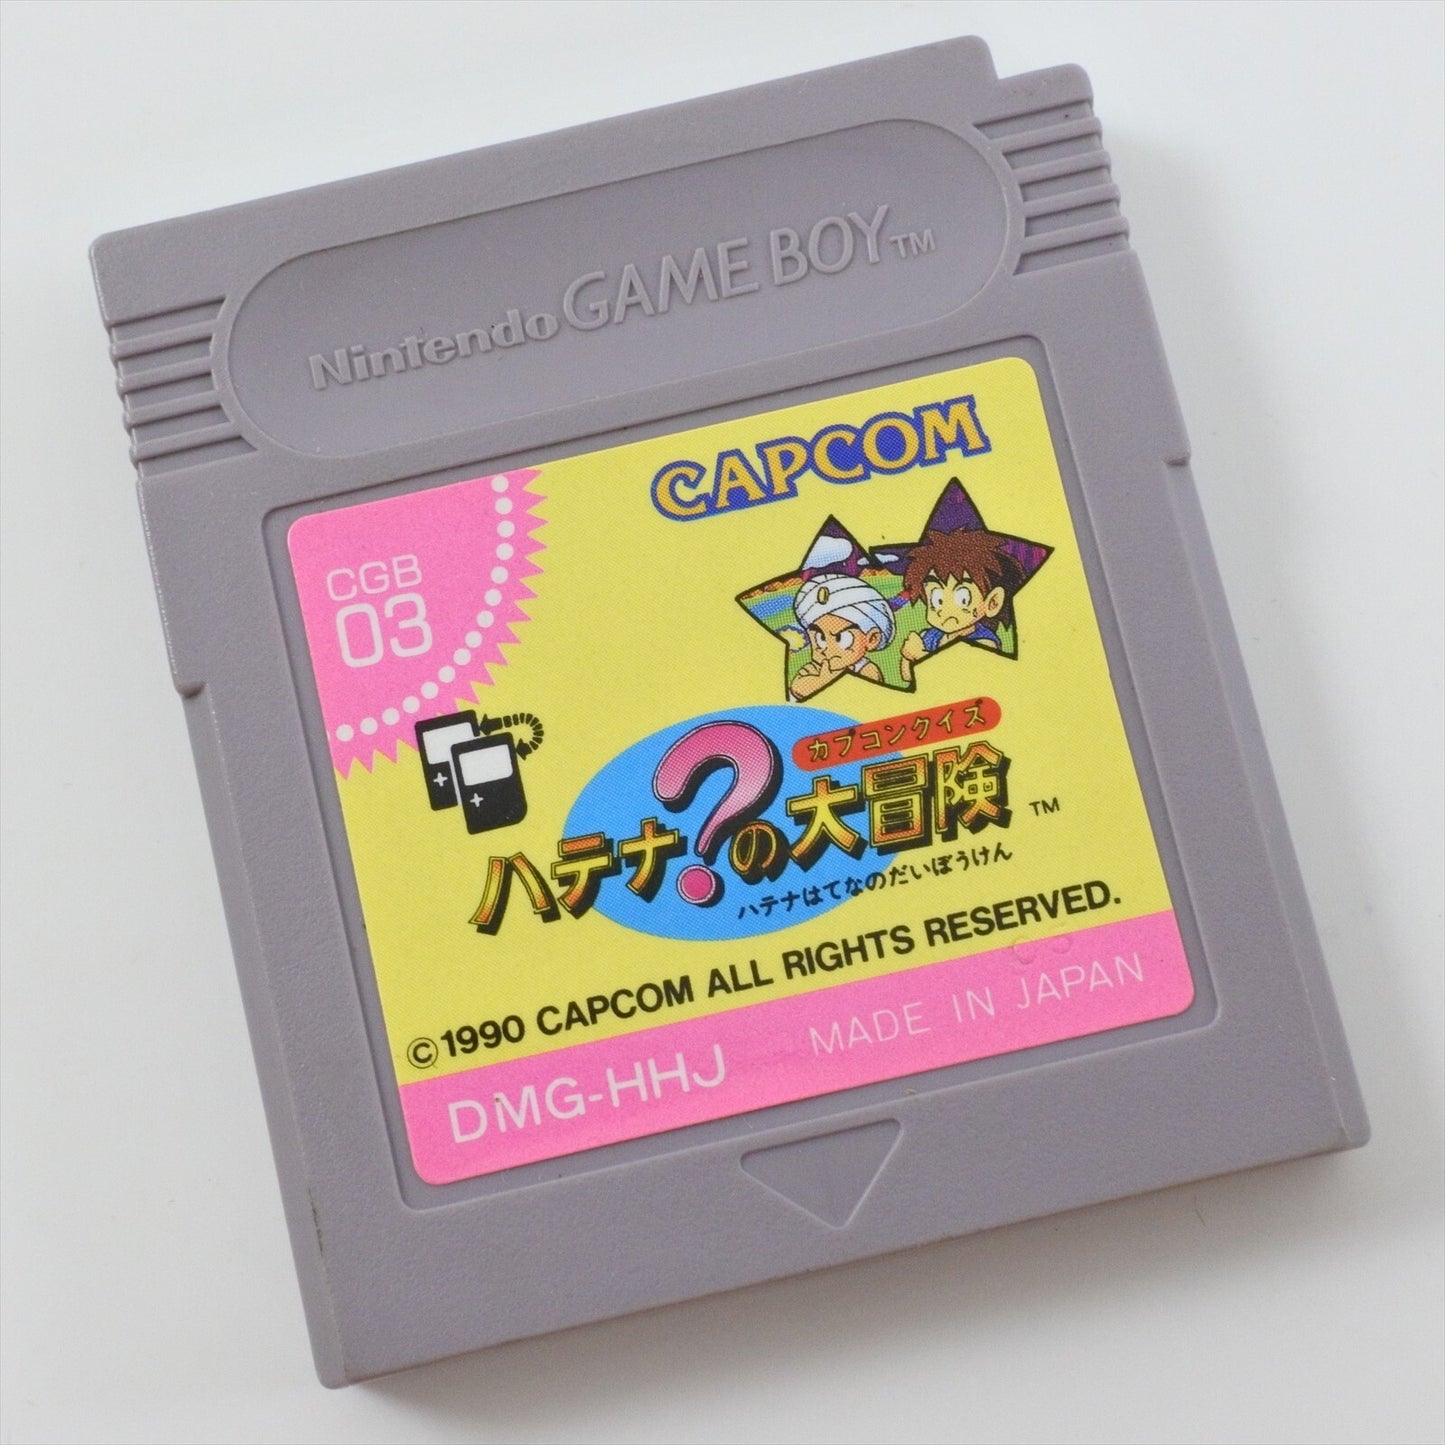 Nintendo GAME BOY™
CAPCOM
CGB
03
カプコンクイズ
ハテナ?の大冒険™
ハテナはてなのだいぼうけん
©1990 CAPCOM ALL RIGHTS RESERVED.
DMG-HHJ MADE IN JAPAN